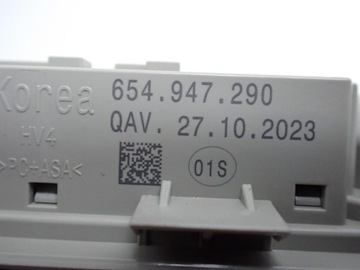 Korea 654.947.290
HV4 QAV. 27.10.2023
>PC+ASA< 01S